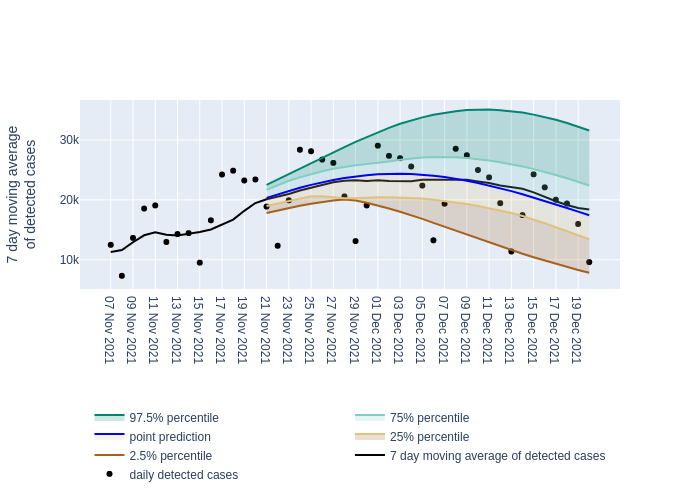 7 day moving average
of detected cases
30k
20k
10k
07 Nov 2021
09 Nov 2021
11 Nov 2021
13 Nov 2021
15 Nov 2021
17 Nov 2021
19 Nov 2021
21 Nov 2021
23 Nov 2021
25 Nov 2021
27 Nov 2021
29 Nov 2021
01 Dec 2021
03 Dec 2021
05 Dec 2021
07 Dec 2021
09 Dec 2021
11 Dec 2021
13 Dec 2021
15 Dec 2021
17 Dec 2021
19 Dec 2021
97.5% percentile
75% percentile
point prediction
25% percentile
2.5% percentile
7 day moving average of detected cases
daily detected cases